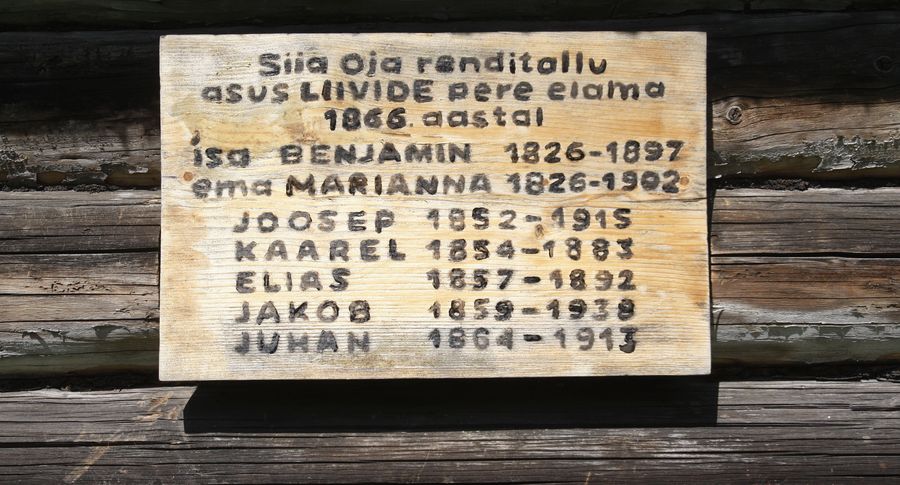 Siia Oja renditallu
asus LIIVIDE pere elama
1866. aastal
isa BENJAMIN 1826-1897
ema MARIANNA 1826-1902
JOOSEP 1852-1915
KAAREL 1854-1883
ELIAS 1857-1892
JAKOB 1859-1938
JUHAN 1864-1913